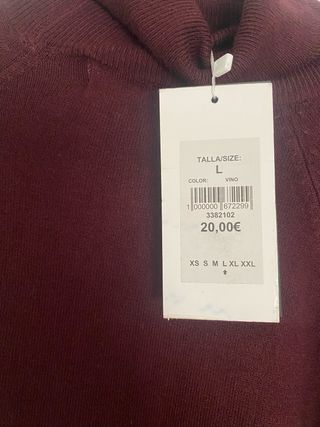 TALLA/SIZE:
L
COLOR: VINO
1 000000 672299
3382102
20,00€
XS S M L XL XXL